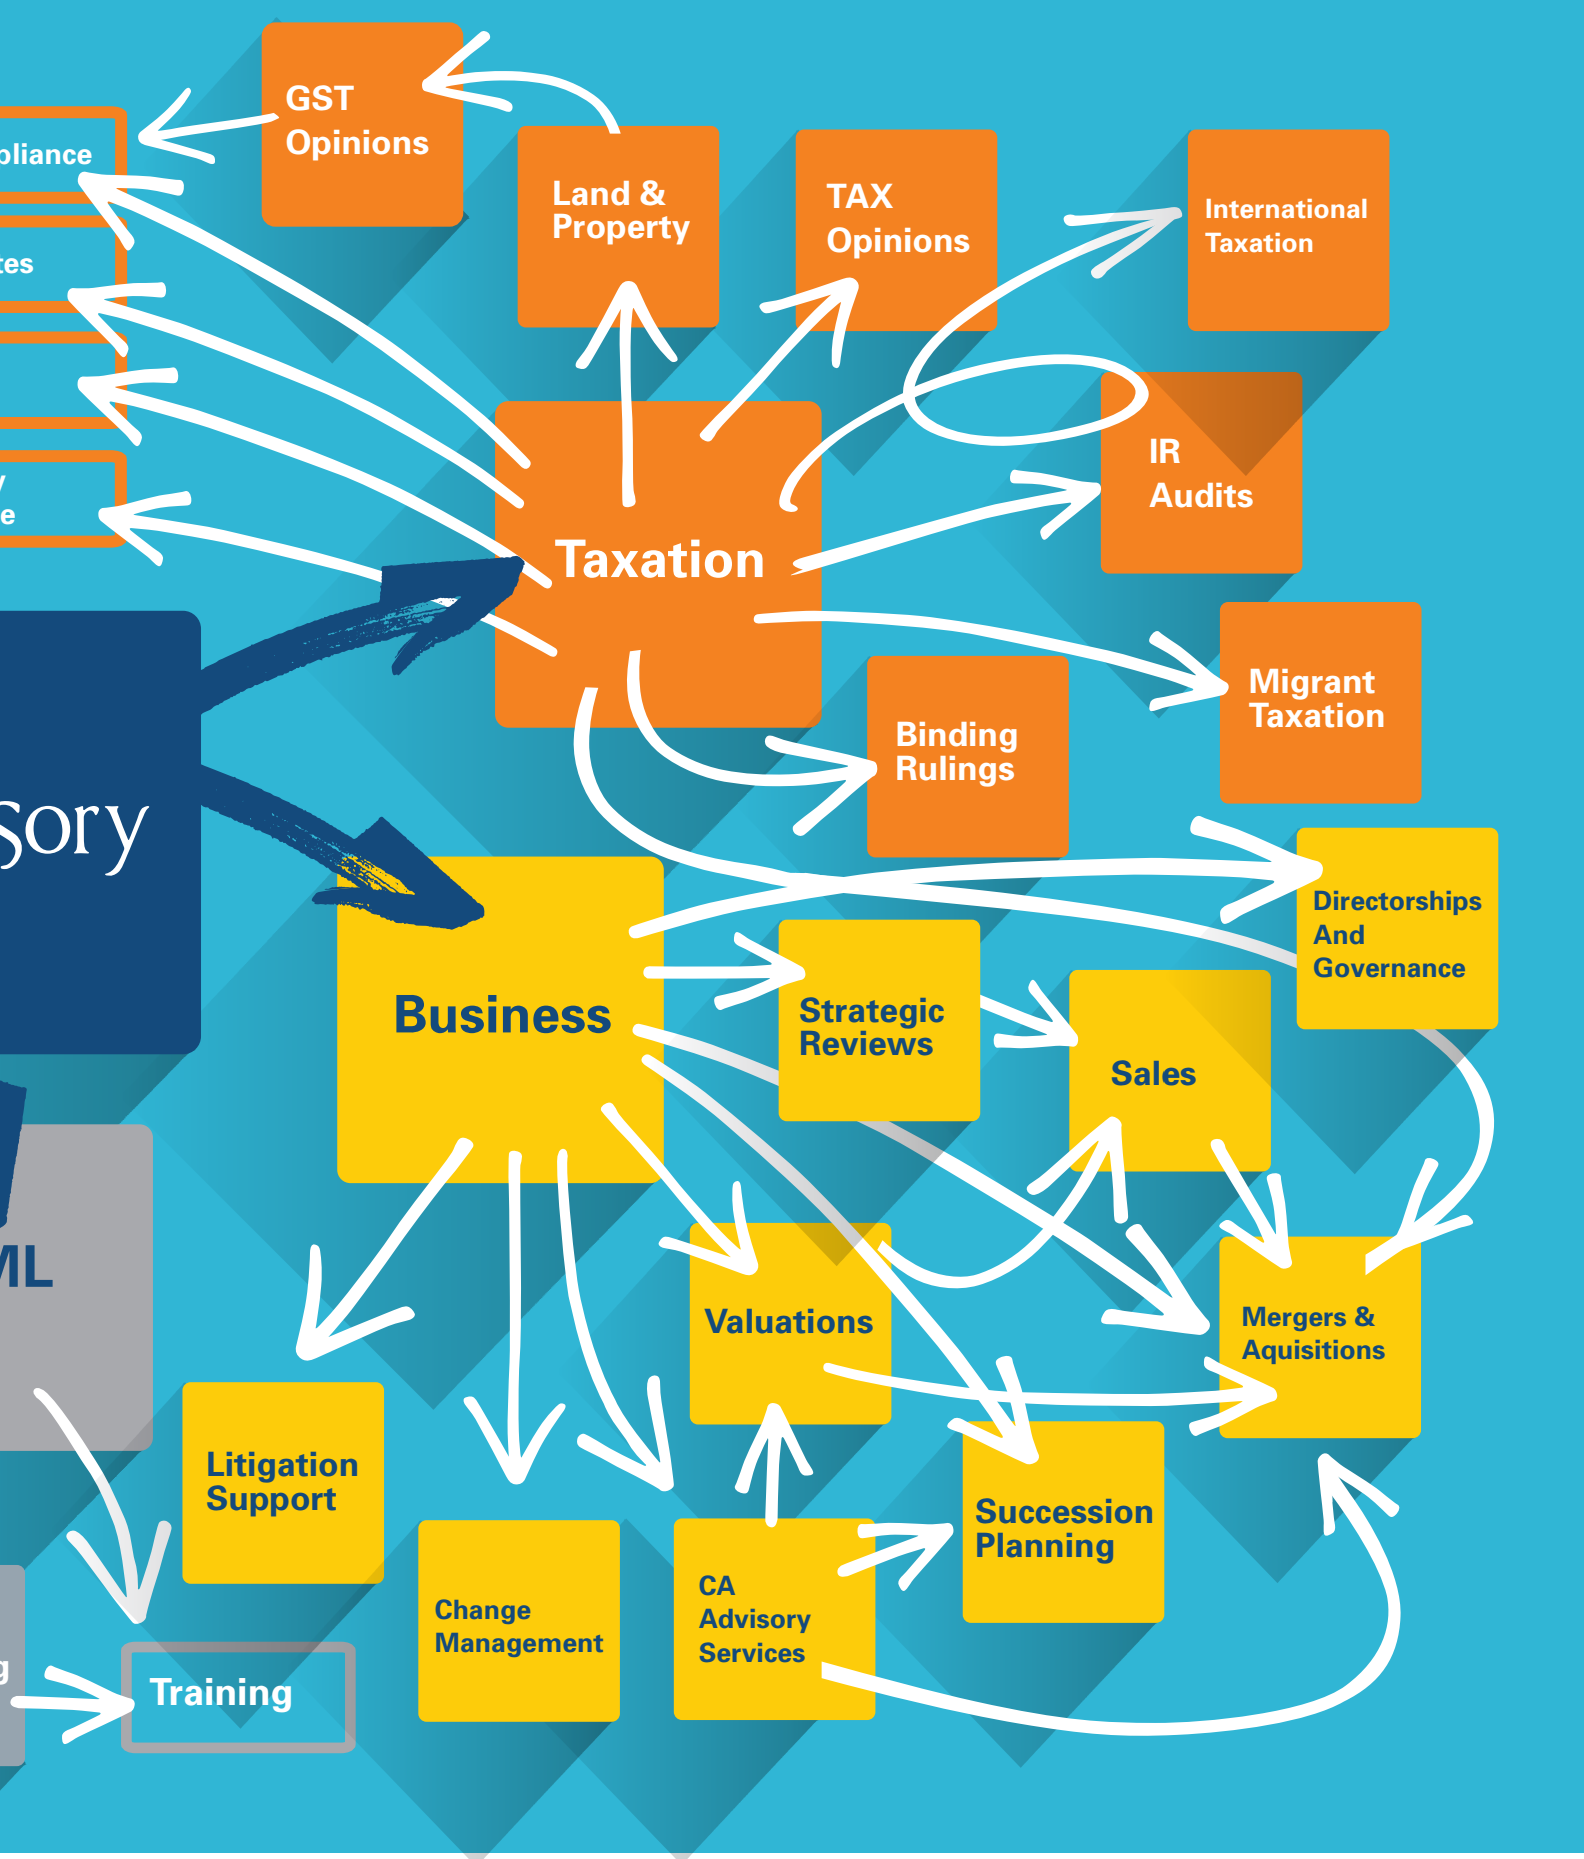 GST
Opinions
Land &
Property
TAX
Opinions
International
Taxation
IR
Audits
Taxation
Migrant
Taxation
Binding
Rulings
Directorships
And
Governance
Business
Strategic
Reviews
Sales
ML
Valuations
Mergers &
Aquisitions
Litigation
Support
Succession
Planning
Change
Management
CA
Advisory
Services
Training